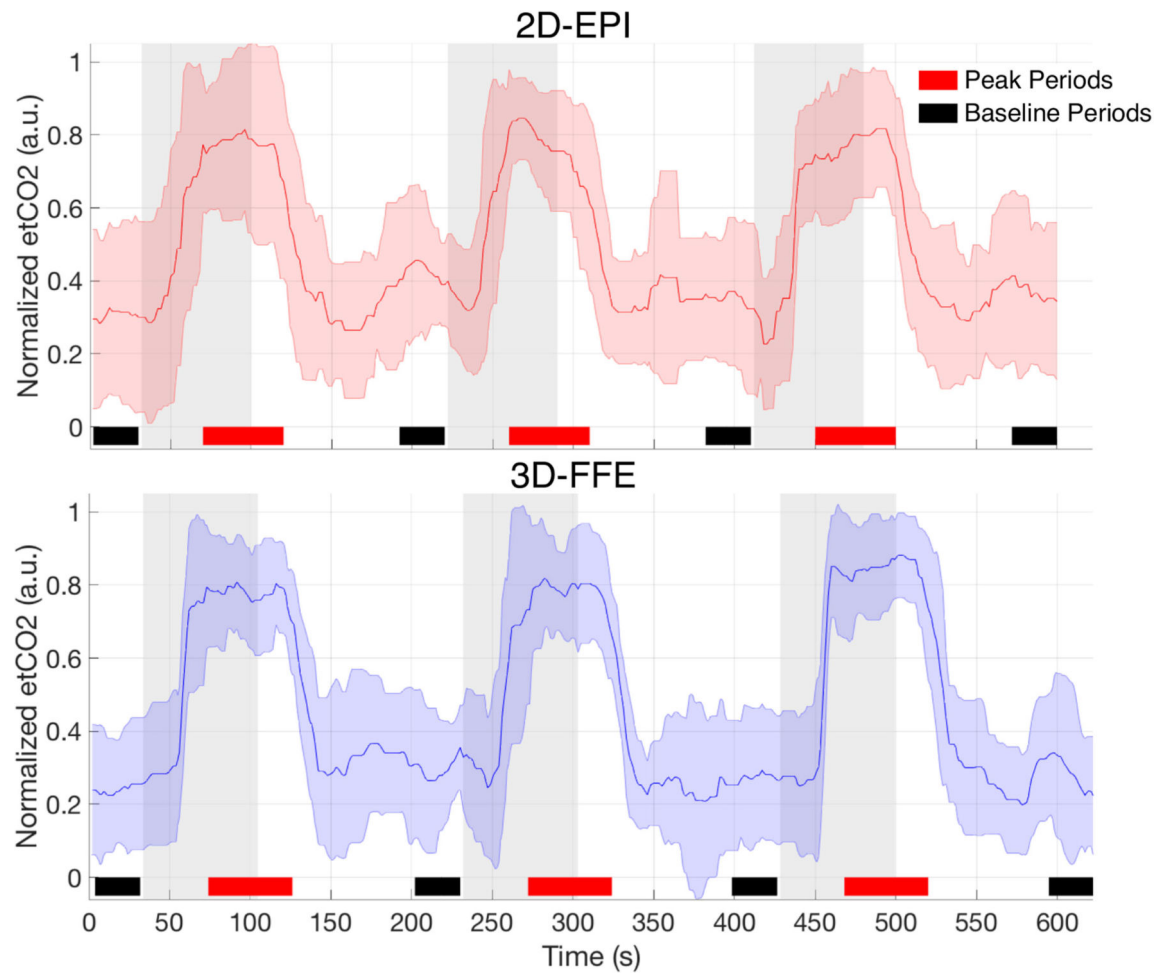 2D-EPI
Normalized etCO2 (a.u.)
1
0.8
0.6
0.4
0.2
0
Peak Periods
Baseline Periods
3D-FFE
Normalized etCO2 (a.u.)
1
0.8
0.6
0.4
0.2
0
0 50 100 150 200 250 300 350 400 450 500 550 600
Time (s)